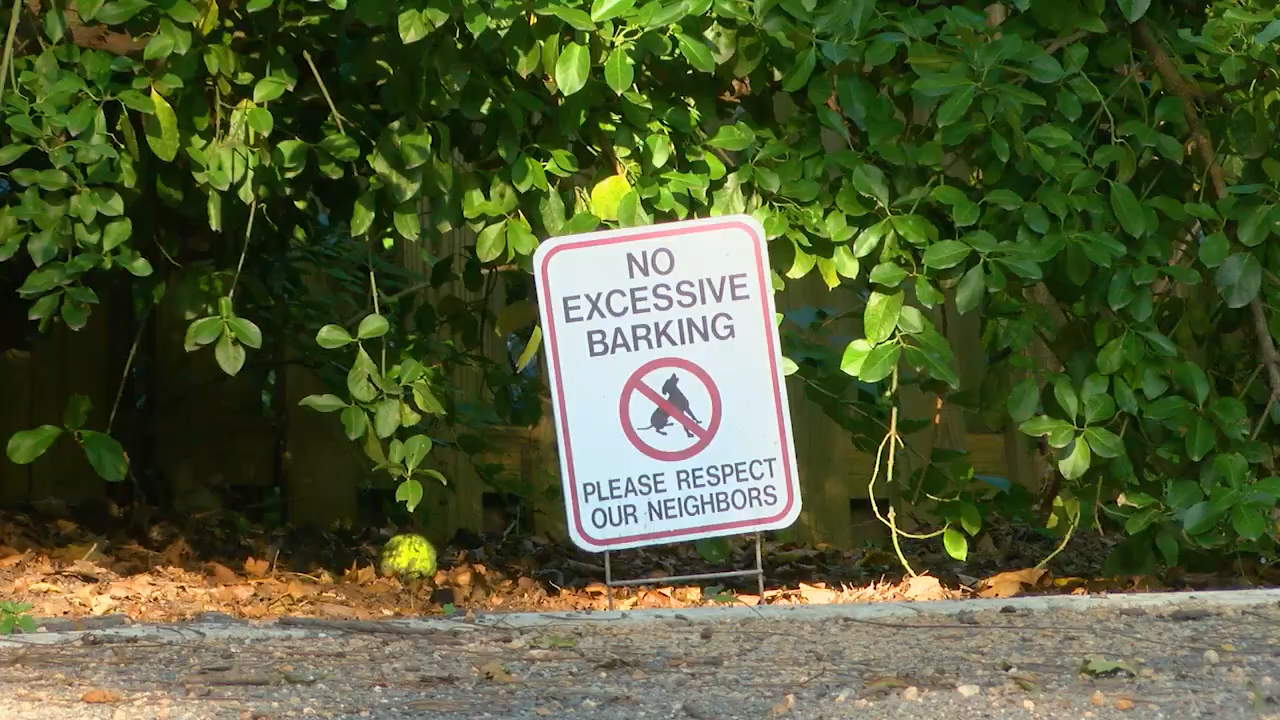 NO
EXCESSIVE
BARKING
PLEASE RESPECT
OUR NEIGHBORS